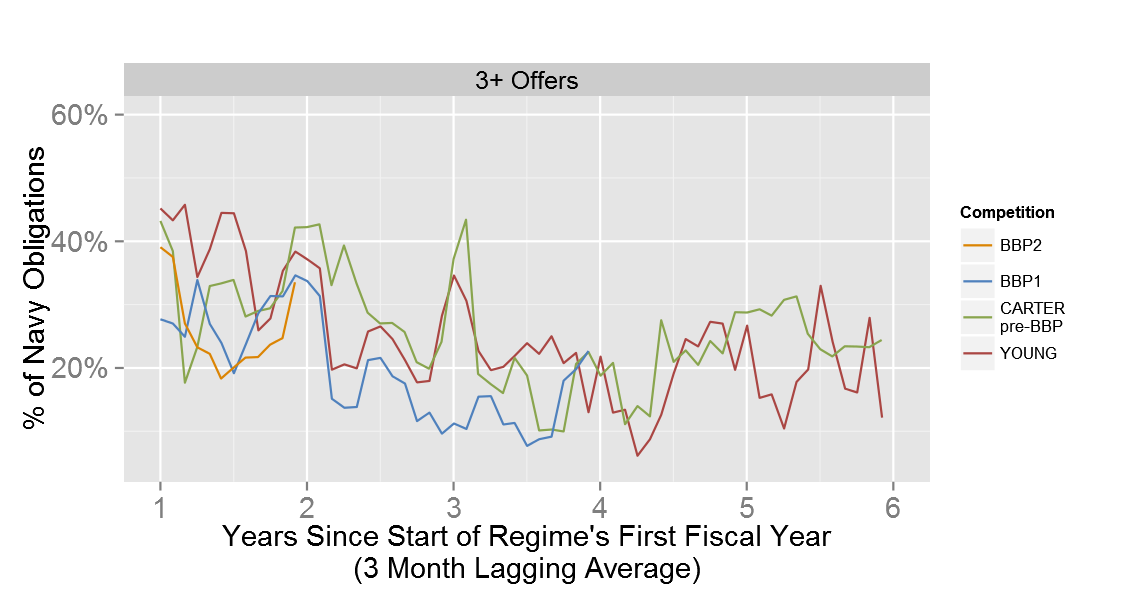 3+ Offers
60%
40%
20%
% of Navy Obligations
1 2 3 4 5 6
Years Since Start of Regime's First Fiscal Year
(3 Month Lagging Average)
Competition
BBP2
BBP1
CARTER
pre-BBP
YOUNG